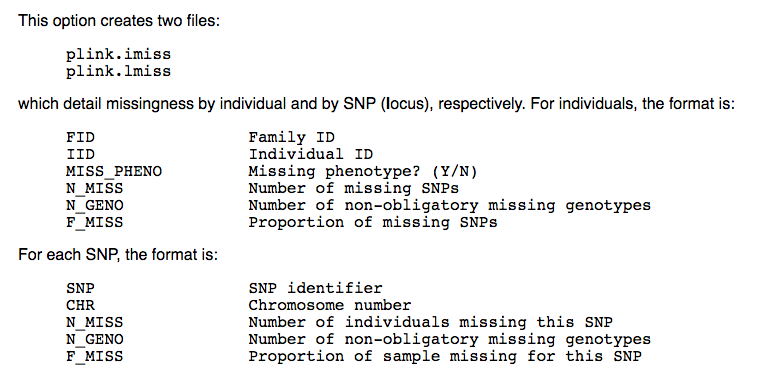 This option creates two files:
plink.imiss
plink.lmiss
which detail missingness by individual and by SNP (locus), respectively. For individuals, the format is:
FID Family ID
IID Individual ID
MISS_PHENO Missing phenotype? (Y/N)
N_MISS Number of missing SNPs
N_GENO Number of non-obligatory missing genotypes
F_MISS Proportion of missing SNPs
For each SNP, the format is:
SNP SNP identifier
CHR Chromosome number
N_MISS Number of individuals missing this SNP
N_GENO Number of non-obligatory missing genotypes
F_MISS Proportion of sample missing for this SNP